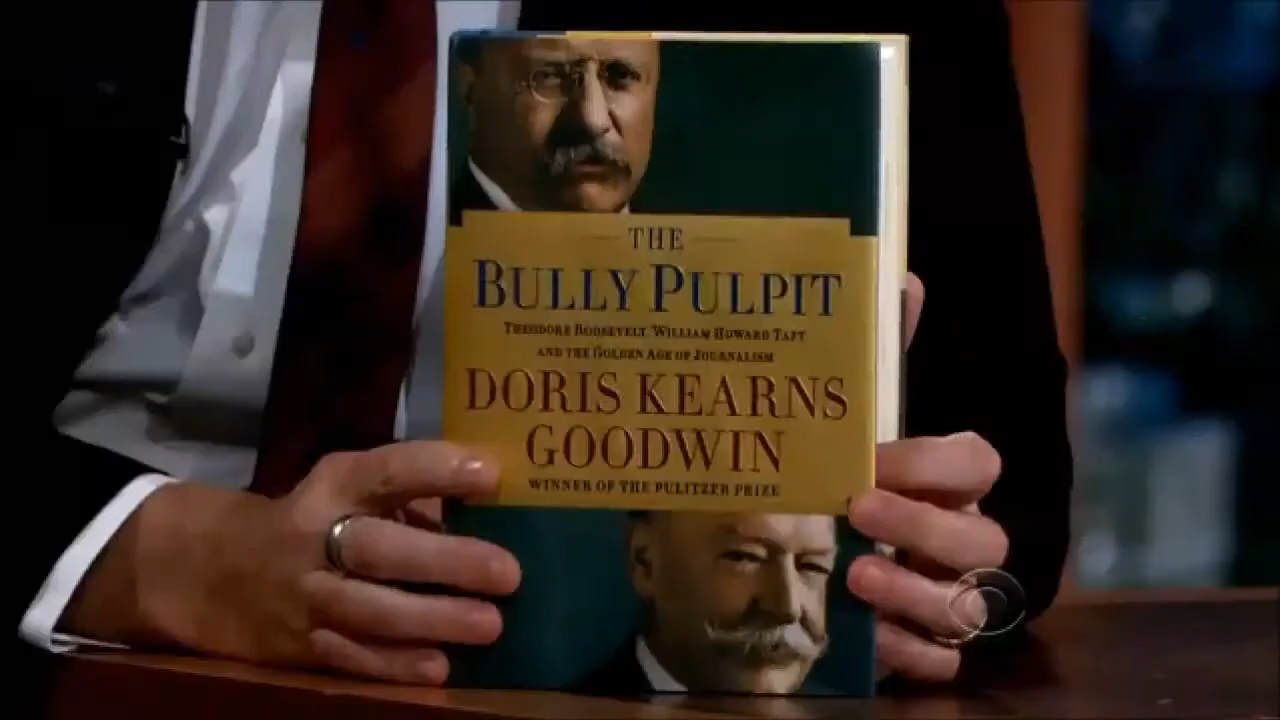 THE
BULLY PULPIT
THEODORE ROOSEVELT, WILLIAM HOWARD TAFT
AND THE GOLDEN AGE OF JOURNALISM
DORIS KEARNS
GOODWIN
WINNER OF THE PULITZER PRIZE